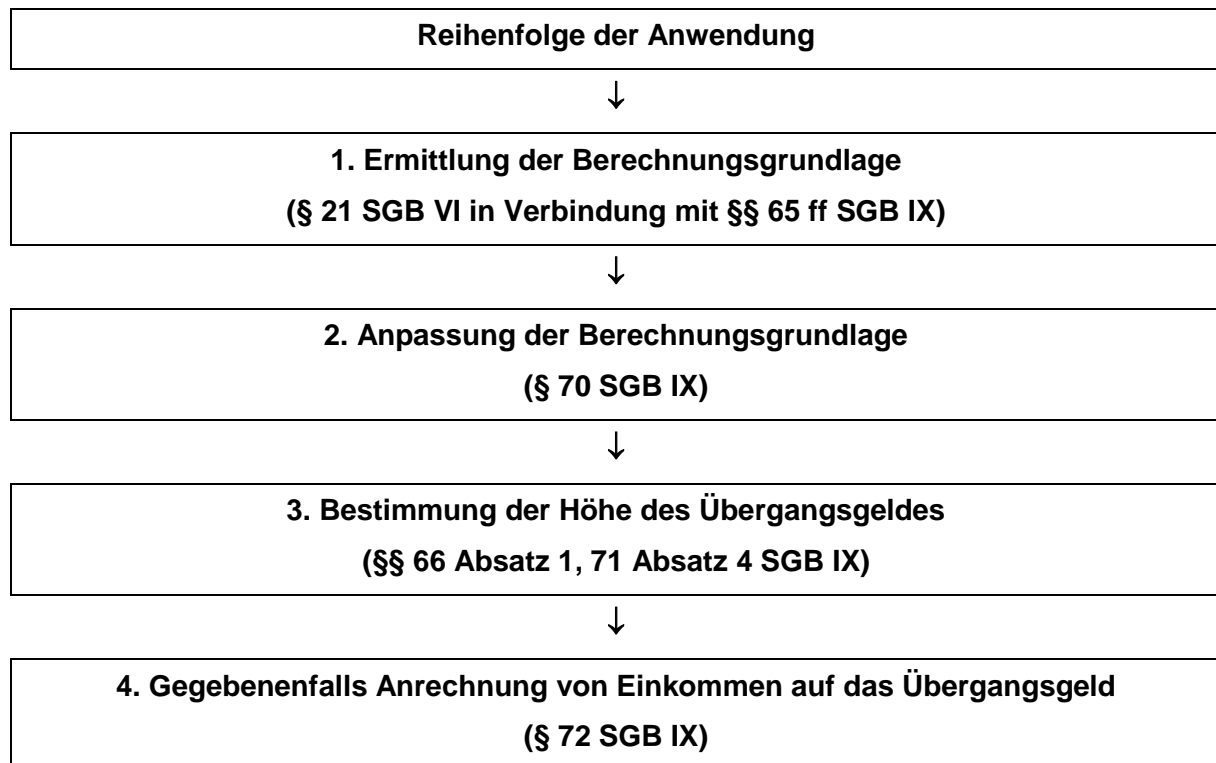 Reihenfolge der Anwendung
↓
1. Ermittlung der Berechnungsgrundlage
(§ 21 SGB VI in Verbindung mit §§ 65 ff SGB IX)
↓
2. Anpassung der Berechnungsgrundlage
(§ 70 SGB IX)
↓
3. Bestimmung der Höhe des Übergangsgeldes
(§§ 66 Absatz 1, 71 Absatz 4 SGB IX)
↓
4. Gegebenenfalls Anrechnung von Einkommen auf das Übergangsgeld
(§ 72 SGB IX)